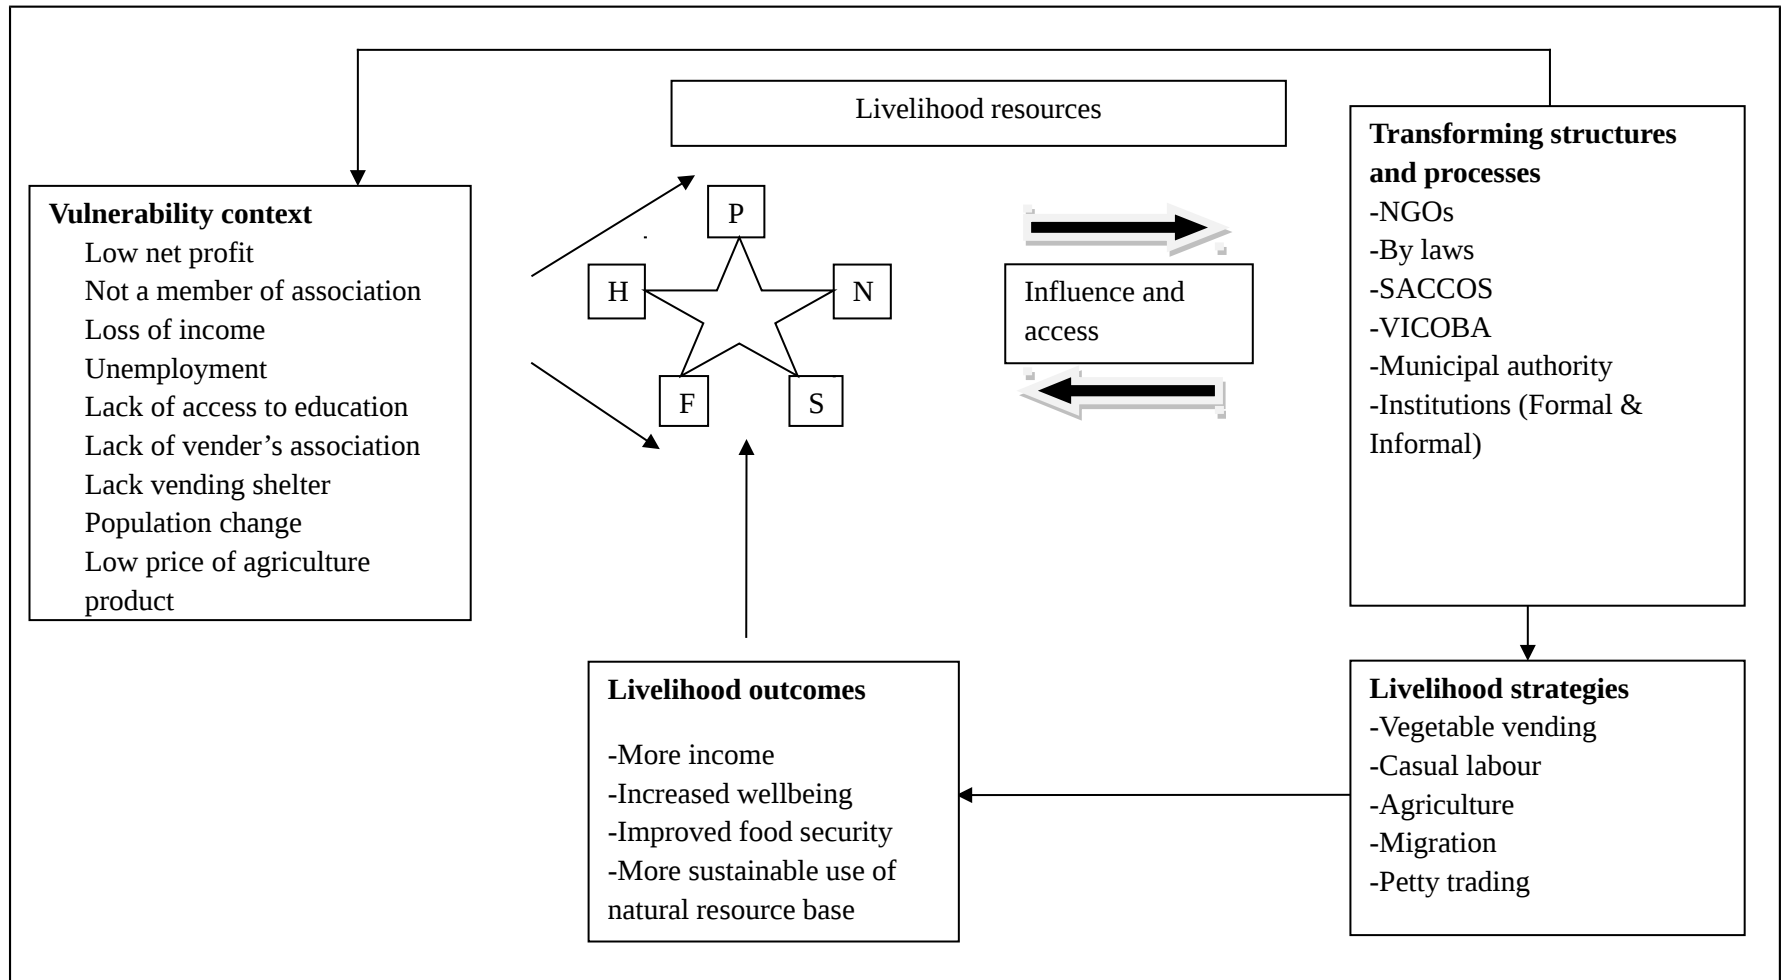 Livelihood resources
Vulnerability context
Low net profit
Not a member of association
Loss of income
Unemployment
Lack of access to education
Lack of vender’s association
Lack vending shelter
Population change
Low price of agriculture
product
P
H
N
F
S
Influence and
access
Transforming structures
and processes
-NGOs
-By laws
-SACCOS
-VICOBA
-Municipal authority
-Institutions (Formal &
Informal)
Livelihood outcomes
-More income
-Increased wellbeing
-Improved food security
-More sustainable use of
natural resource base
Livelihood strategies
-Vegetable vending
-Casual labour
-Agriculture
-Migration
-Petty trading